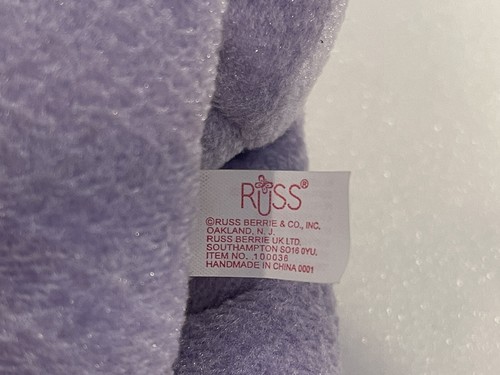 RUSS®
©RUSS BERRIE & CO., INC.
OAKLAND, N. J.
RUSS BERRIE UK LTD.
SOUTHAMPTON SO16 0YU.
ITEM NO. 100036
HANDMADE IN CHINA 0001